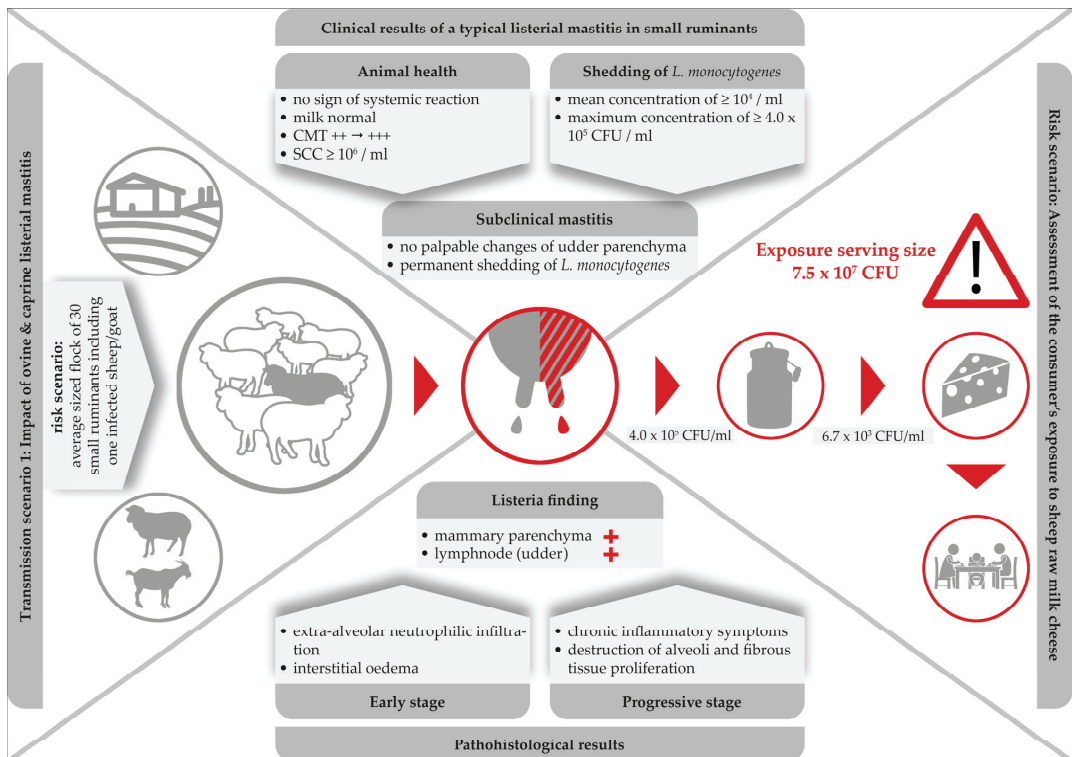 Clinical results of a typical listerial mastitis in small ruminants
Animal health
• no sign of systemic reaction
• milk normal
• CMT ++ → +++
• SCC ≥ 10⁶ / ml
Shedding of L. monocytogenes
• mean concentration of ≥ 10⁴ / ml
• maximum concentration of ≥ 4.0 x
10⁵ CFU / ml
Subclinical mastitis
• no palpable changes of udder parenchyma
• permanent shedding of L. monocytogenes
Transmission scenario 1: Impact of ovine & caprine listerial mastitis
risk scenario:
average sized flock of 30
small ruminants including
one infected sheep/goat
Exposure serving size
7.5 x 10⁷ CFU
!
4.0 x 10⁵ CFU/ml
6.7 x 10³ CFU/ml
Risk scenario: Assessment of the consumer's exposure to sheep raw milk cheese
Listeria finding
• mammary parenchyma +
• lymphnode (udder) +
• extra-alveolar neutrophilic infiltra-
tion
• interstitial oedema
Early stage
• chronic inflammatory symptoms
• destruction of alveoli and fibrous
tissue proliferation
Progressive stage
Pathohistological results